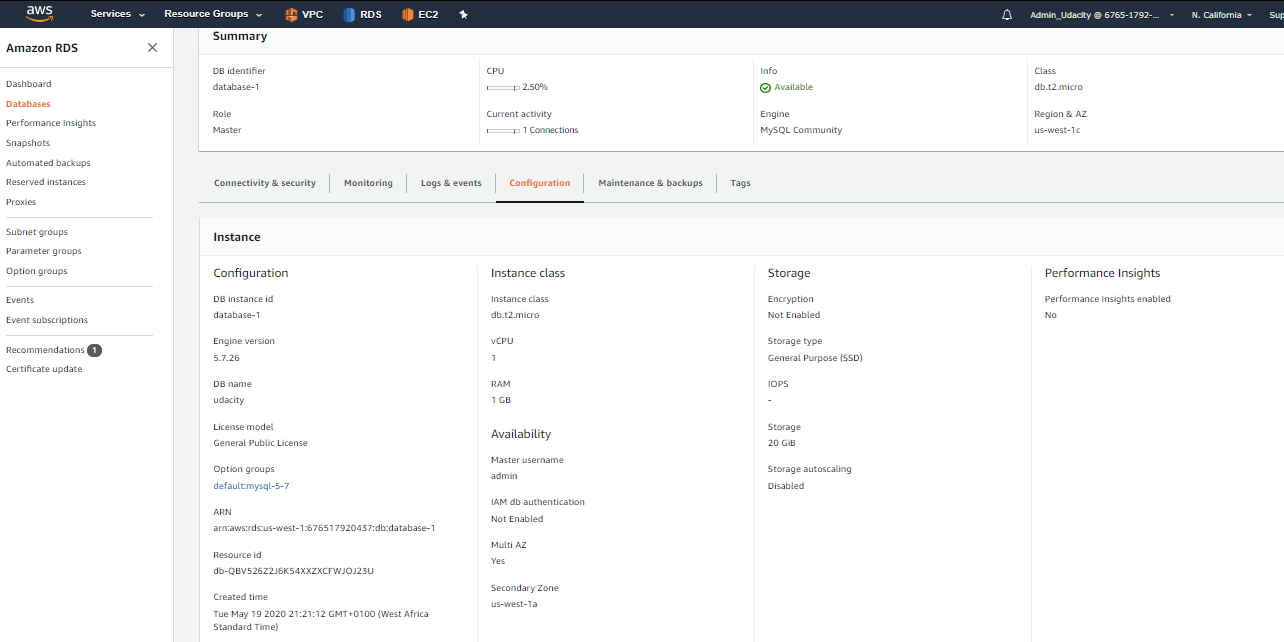 aws
Services
Resource Groups
VPC
RDS
EC2
Admin_Udacity @ 6765-1792-...
N. California
Sup
Amazon RDS
Dashboard
Databases
Performance Insights
Snapshots
Automated backups
Reserved instances
Proxies
Subnet groups
Parameter groups
Option groups
Events
Event subscriptions
Recommendations 1
Certificate update
Summary
DB identifier
database-1
Role
Master
CPU
2.50%
Current activity
1 Connections
Info
Available
Engine
MySQL Community
Class
db.t2.micro
Region & AZ
us-west-1c
Connectivity & security
Monitoring
Logs & events
Configuration
Maintenance & backups
Tags
Instance
Configuration
DB instance id
database-1
Engine version
5.7.26
DB name
udacity
License model
General Public License
Option groups
default:mysql-5-7
ARN
arn:aws:rds:us-west-1:676517920437:db:database-1
Resource id
db-QBV526Z2J6K54XXZXCFWJOJ23U
Created time
Tue May 19 2020 21:21:12 GMT+0100 (West Africa
Standard Time)
Instance class
Instance class
db.t2.micro
vCPU
1
RAM
1 GB
Availability
Master username
admin
IAM db authentication
Not Enabled
Multi AZ
Yes
Secondary Zone
us-west-1a
Storage
Encryption
Not Enabled
Storage type
General Purpose (SSD)
IOPS
-
Storage
20 GiB
Storage autoscaling
Disabled
Performance Insights
Performance Insights enabled
No